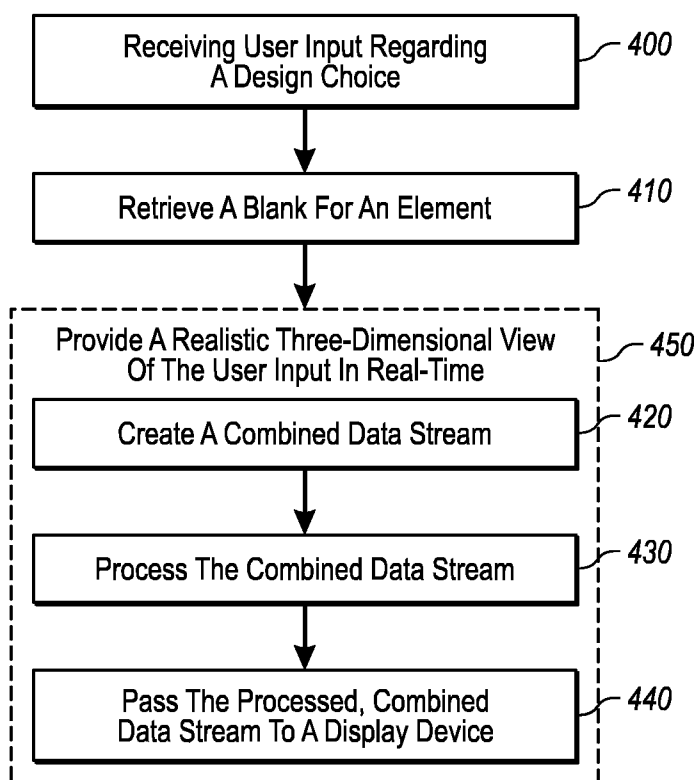 Receiving User Input Regarding
A Design Choice
400
Retrieve A Blank For An Element
410
Provide A Realistic Three-Dimensional View
Of The User Input In Real-Time
450
Create A Combined Data Stream
420
Process The Combined Data Stream
430
Pass The Processed, Combined
Data Stream To A Display Device
440